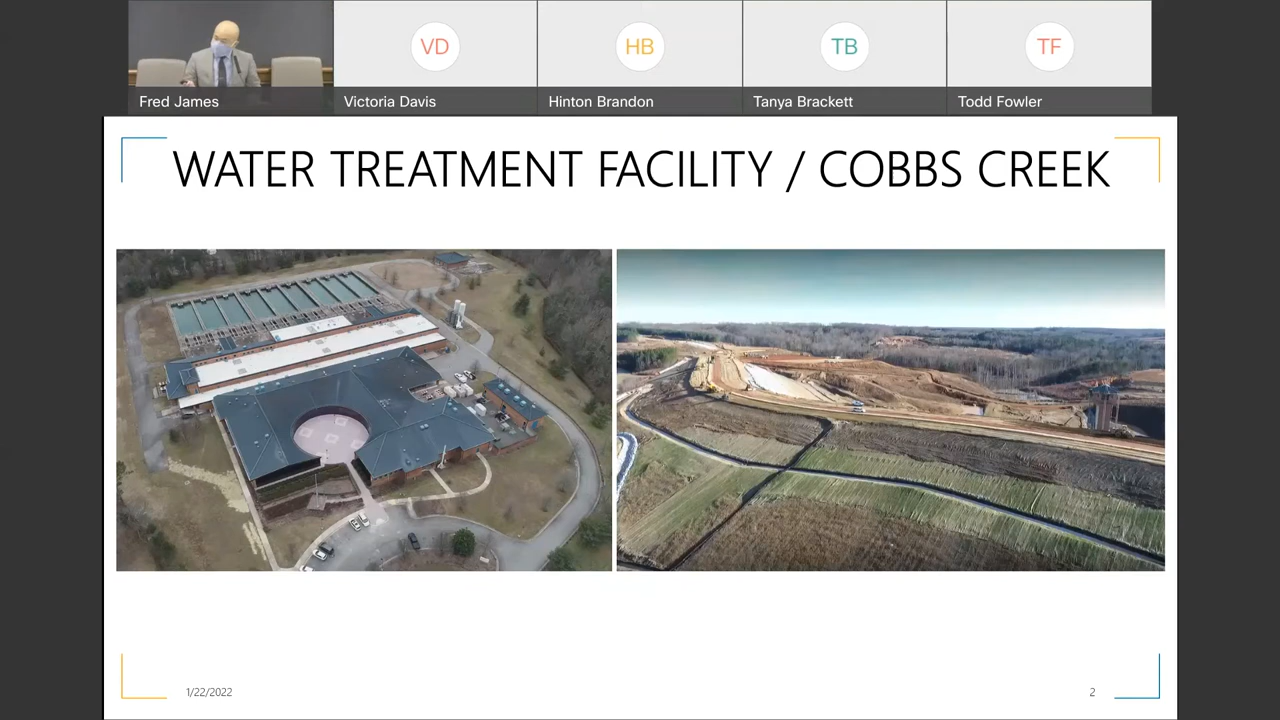 VD
HB
TB
TF
Fred James
Victoria Davis
Hinton Brandon
Tanya Brackett
Todd Fowler
WATER TREATMENT FACILITY / COBBS CREEK
1/22/2022
2